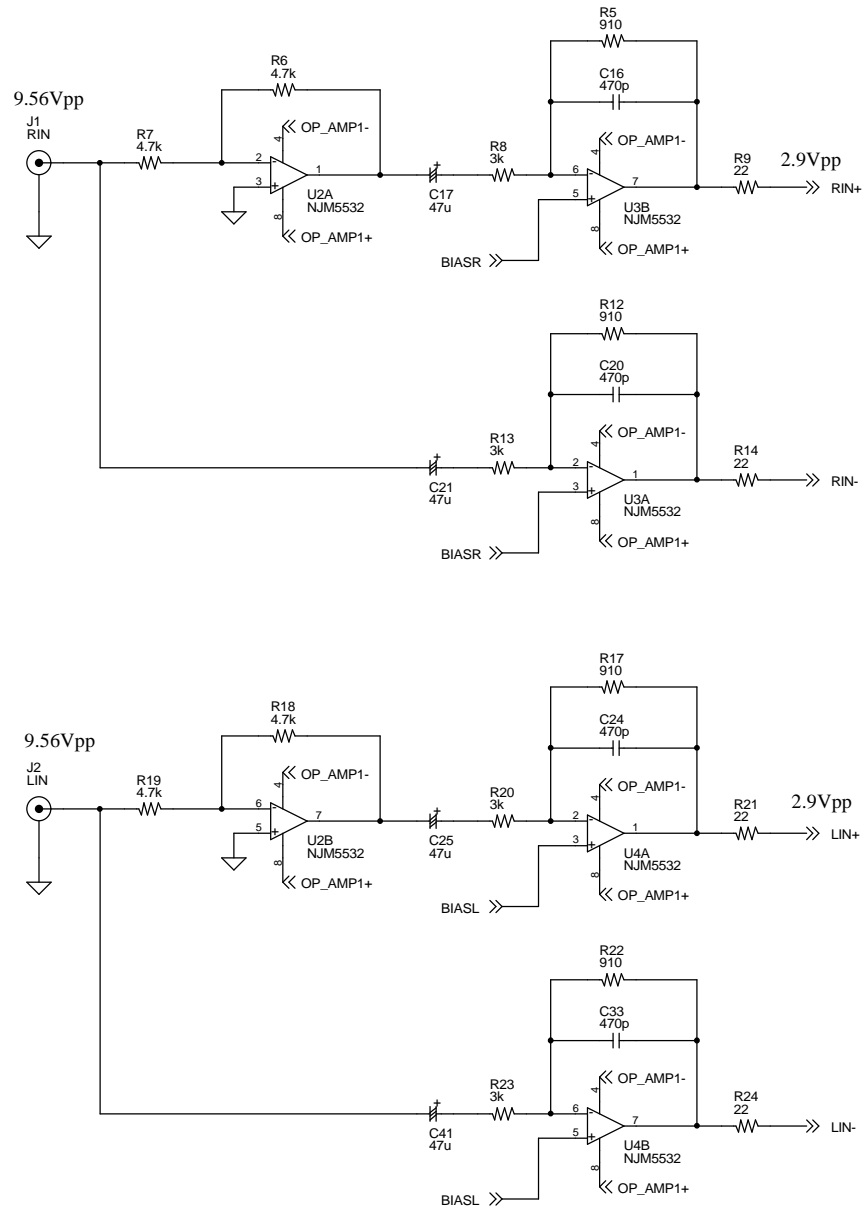 R5
910
R6
4.7k
C16
470p
9.56Vpp
J1
RIN
R7
4.7k
OP_AMP1-
4
2
-
1
3
+
U2A
NJM5532
8
OP_AMP1+
+
C17
47u
R8
3k
OP_AMP1-
4
6
-
7
5
+
U3B
NJM5532
8
OP_AMP1+
BIASR
R9
22
2.9Vpp
RIN+
R12
910
C20
470p
+
C21
47u
R13
3k
OP_AMP1-
4
2
-
1
3
+
U3A
NJM5532
8
OP_AMP1+
BIASR
R14
22
RIN-
R17
910
R18
4.7k
C24
470p
9.56Vpp
J2
LIN
R19
4.7k
OP_AMP1-
4
6
-
7
5
+
U2B
NJM5532
8
OP_AMP1+
+
C25
47u
R20
3k
OP_AMP1-
4
2
-
1
3
+
U4A
NJM5532
8
OP_AMP1+
BIASL
R21
22
2.9Vpp
LIN+
R22
910
C33
470p
+
C41
47u
R23
3k
OP_AMP1-
4
6
-
7
5
+
U4B
NJM5532
8
OP_AMP1+
BIASL
R24
22
LIN-